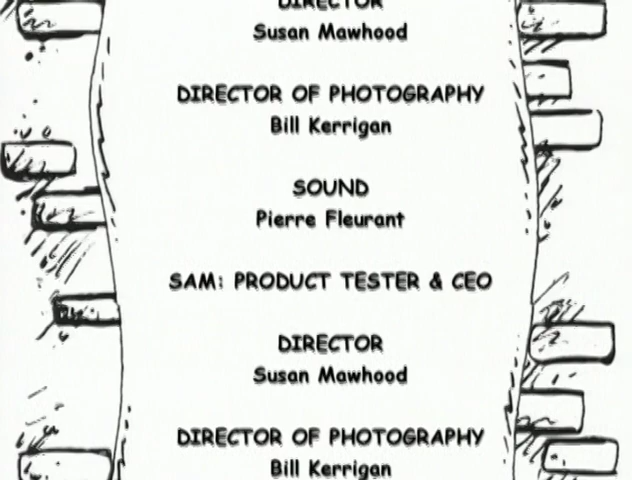 DIRECTOR
Susan Mawhood
DIRECTOR OF PHOTOGRAPHY
Bill Kerrigan
SOUND
Pierre Fleurant
SAM: PRODUCT TESTER & CEO
DIRECTOR
Susan Mawhood
DIRECTOR OF PHOTOGRAPHY
Bill Kerrigan